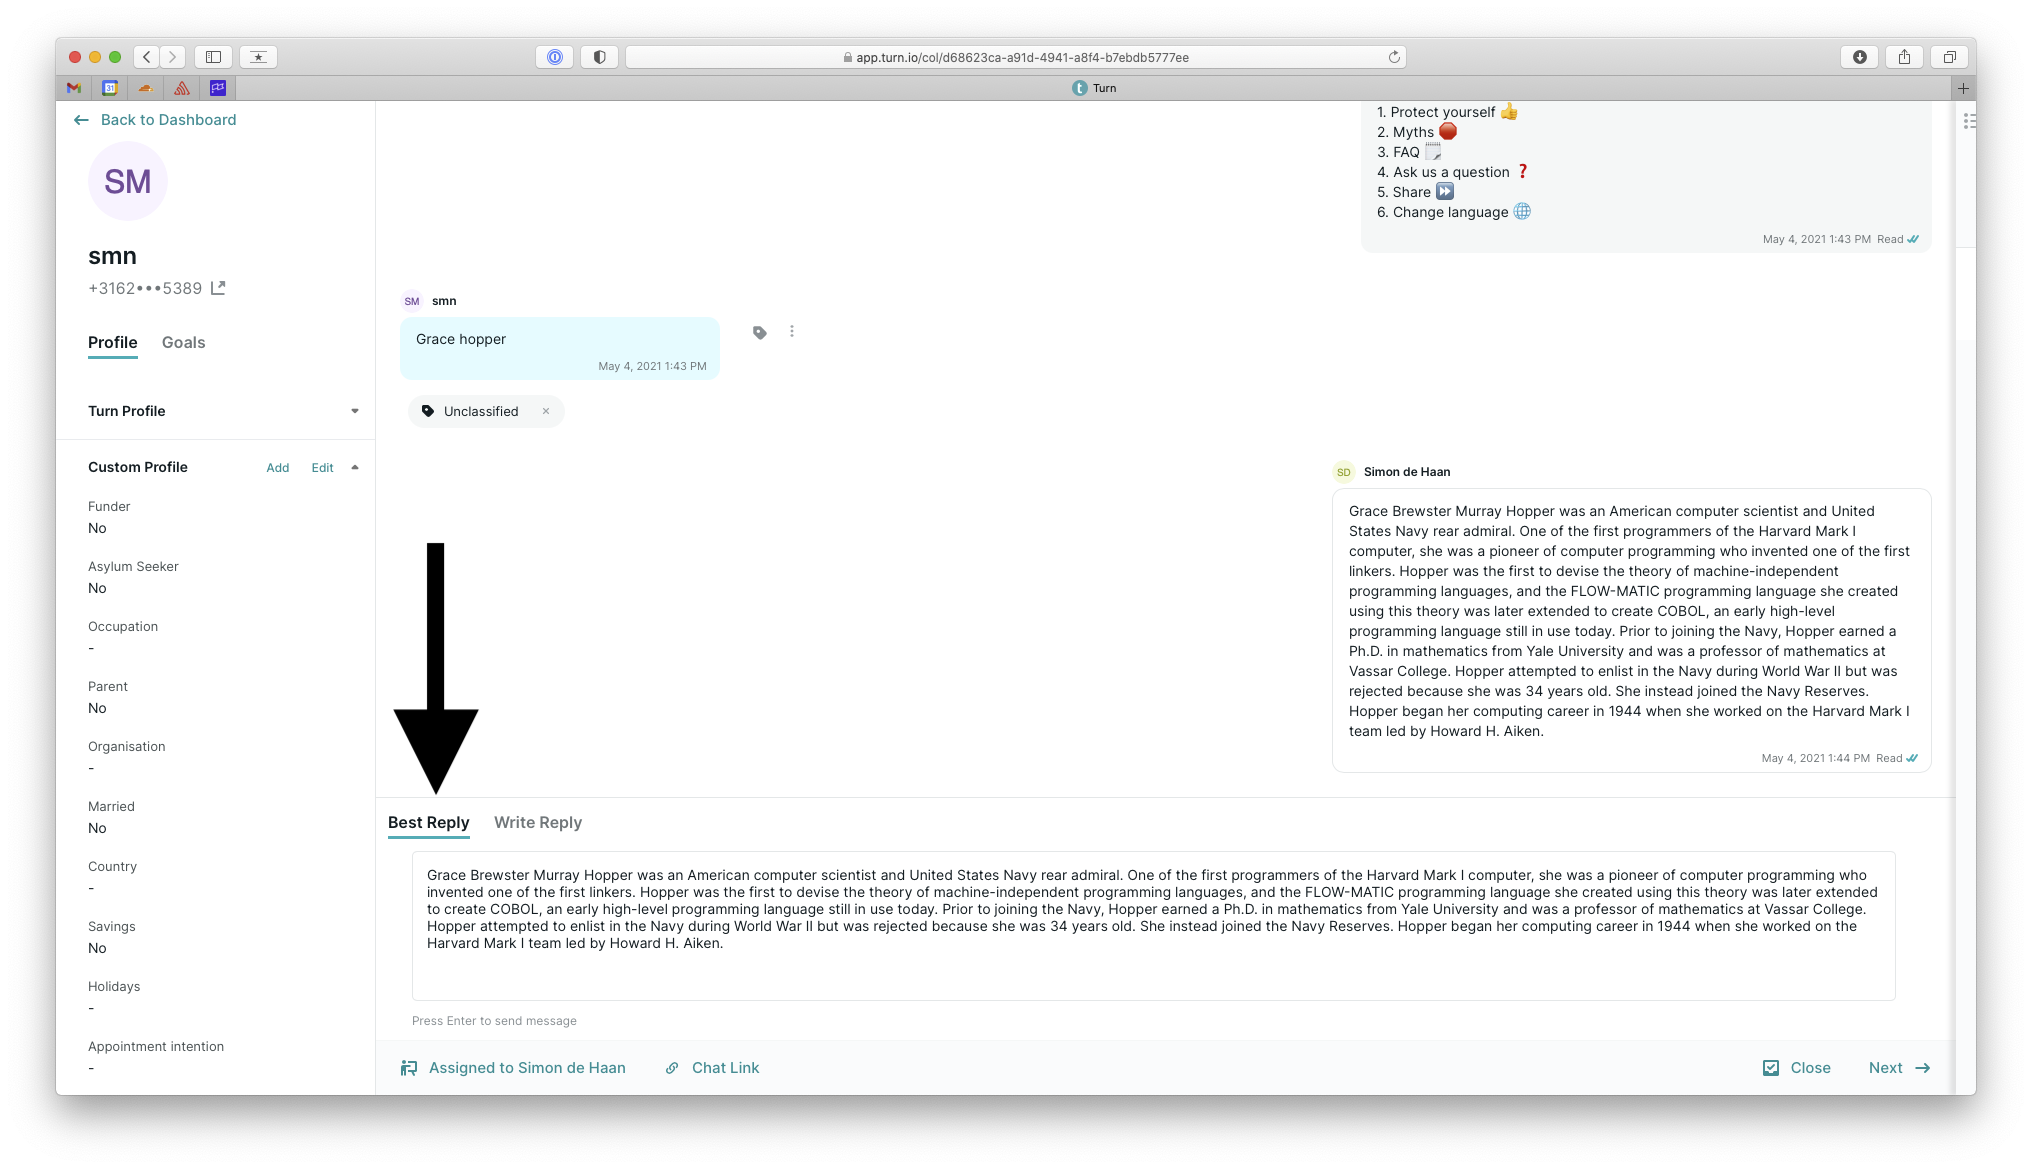 app.turn.io/col/d68623ca-a91d-4941-a8f4-b7ebdb5777ee
31
t Turn
Back to Dashboard
SM
smn
+3162•••5389
Profile Goals
Turn Profile
Custom Profile Add Edit
Funder
No
Asylum Seeker
No
Occupation
-
Parent
No
Organisation
-
Married
No
Country
-
Savings
No
Holidays
-
Appointment intention
-
1. Protect yourself 👍
2. Myths 🛑
3. FAQ 🗒
4. Ask us a question ❓
5. Share ⏩
6. Change language 🌐
May 4, 2021 1:43 PM Read
SM smn
Grace hopper
May 4, 2021 1:43 PM
Unclassified ×
SD Simon de Haan
Grace Brewster Murray Hopper was an American computer scientist and United
States Navy rear admiral. One of the first programmers of the Harvard Mark I
computer, she was a pioneer of computer programming who invented one of the first
linkers. Hopper was the first to devise the theory of machine-independent
programming languages, and the FLOW-MATIC programming language she created
using this theory was later extended to create COBOL, an early high-level
programming language still in use today. Prior to joining the Navy, Hopper earned a
Ph.D. in mathematics from Yale University and was a professor of mathematics at
Vassar College. Hopper attempted to enlist in the Navy during World War II but was
rejected because she was 34 years old. She instead joined the Navy Reserves.
Hopper began her computing career in 1944 when she worked on the Harvard Mark I
team led by Howard H. Aiken.
May 4, 2021 1:44 PM Read
Best Reply Write Reply
Grace Brewster Murray Hopper was an American computer scientist and United States Navy rear admiral. One of the first programmers of the Harvard Mark I computer, she was a pioneer of computer programming who
invented one of the first linkers. Hopper was the first to devise the theory of machine-independent programming languages, and the FLOW-MATIC programming language she created using this theory was later extended
to create COBOL, an early high-level programming language still in use today. Prior to joining the Navy, Hopper earned a Ph.D. in mathematics from Yale University and was a professor of mathematics at Vassar College.
Hopper attempted to enlist in the Navy during World War II but was rejected because she was 34 years old. She instead joined the Navy Reserves. Hopper began her computing career in 1944 when she worked on the
Harvard Mark I team led by Howard H. Aiken.
Press Enter to send message
Assigned to Simon de Haan Chat Link Close Next